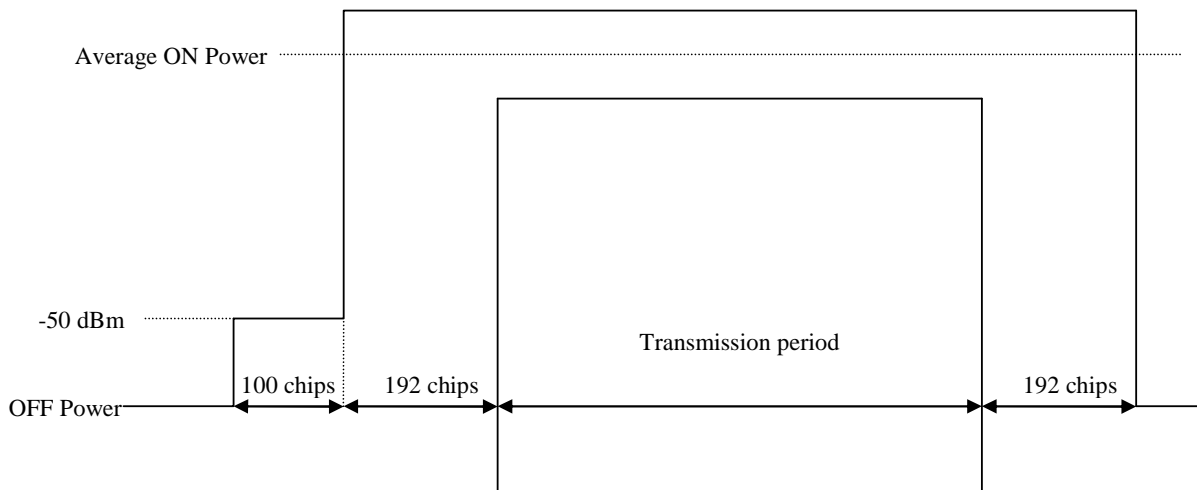 Average ON Power
-50 dBm
Transmission period
100 chips
192 chips
192 chips
OFF Power